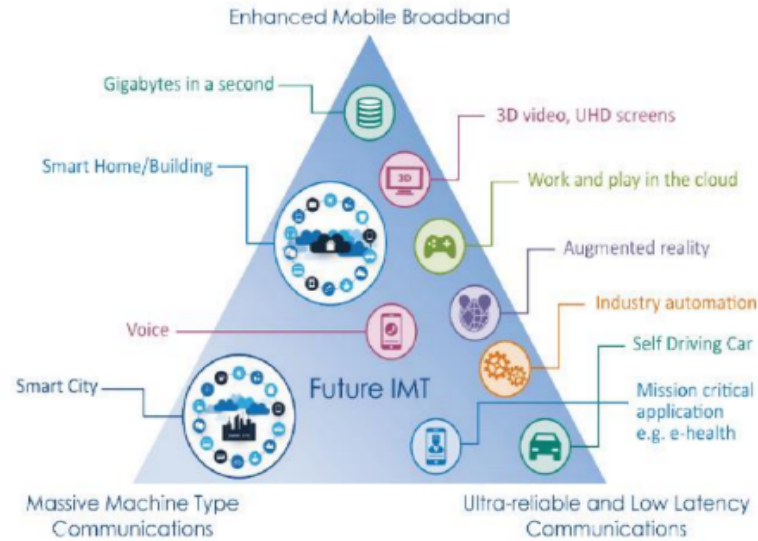 Enhanced Mobile Broadband
Gigabytes in a second
3D video, UHD screens
Smart Home/Building
3D
Work and play in the cloud
Augmented reality
Industry automation
Voice
Self Driving Car
Smart City
Future IMT
Mission critical
application
e.g. e-health
Massive Machine Type
Communications
Ultra-reliable and Low Latency
Communications